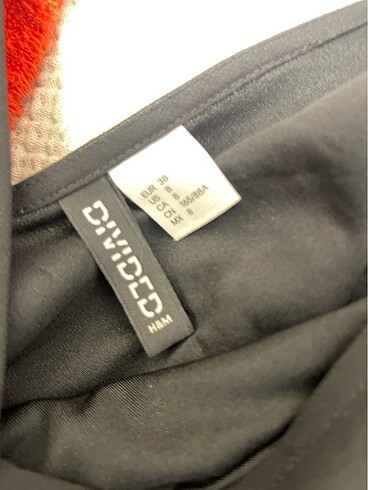 EUR 38
US 8
CA 8
CN 165/88A
MX 8
DIVIDED
H&M